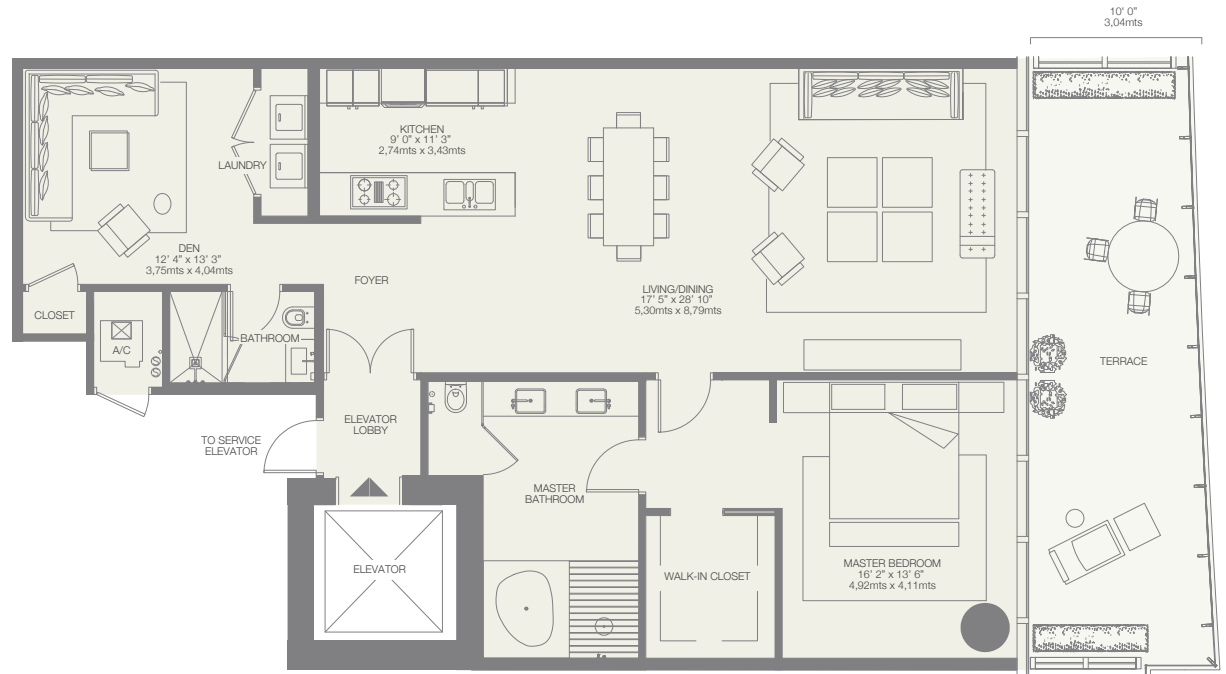 10' 0"
3,04mts
KITCHEN
9' 0" x 11' 3"
2,74mts x 3,43mts
LAUNDRY
DEN
12' 4" x 13' 3"
3,75mts x 4,04mts
FOYER
LIVING/DINING
17' 5" x 28' 10"
5,30mts x 8,79mts
CLOSET
A/C
BATHROOM
TERRACE
ELEVATOR
LOBBY
TO SERVICE
ELEVATOR
MASTER
BATHROOM
ELEVATOR
WALK-IN CLOSET
MASTER BEDROOM
16' 2" x 13' 6"
4,92mts x 4,11mts